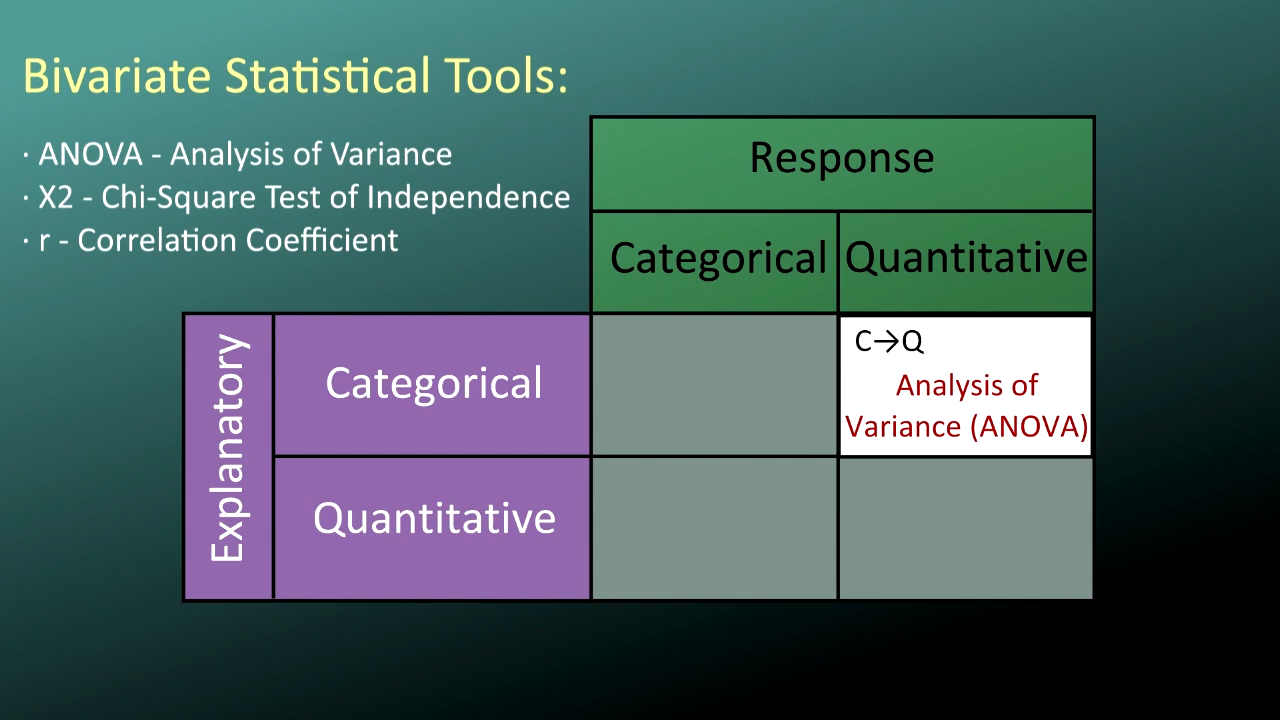 Bivariate Statistical Tools:
· ANOVA - Analysis of Variance
· X2 - Chi-Square Test of Independence
· r - Correlation Coefficient
Response
Categorical
Quantitative
Explanatory
Categorical
C→Q
Analysis of
Variance (ANOVA)
Quantitative